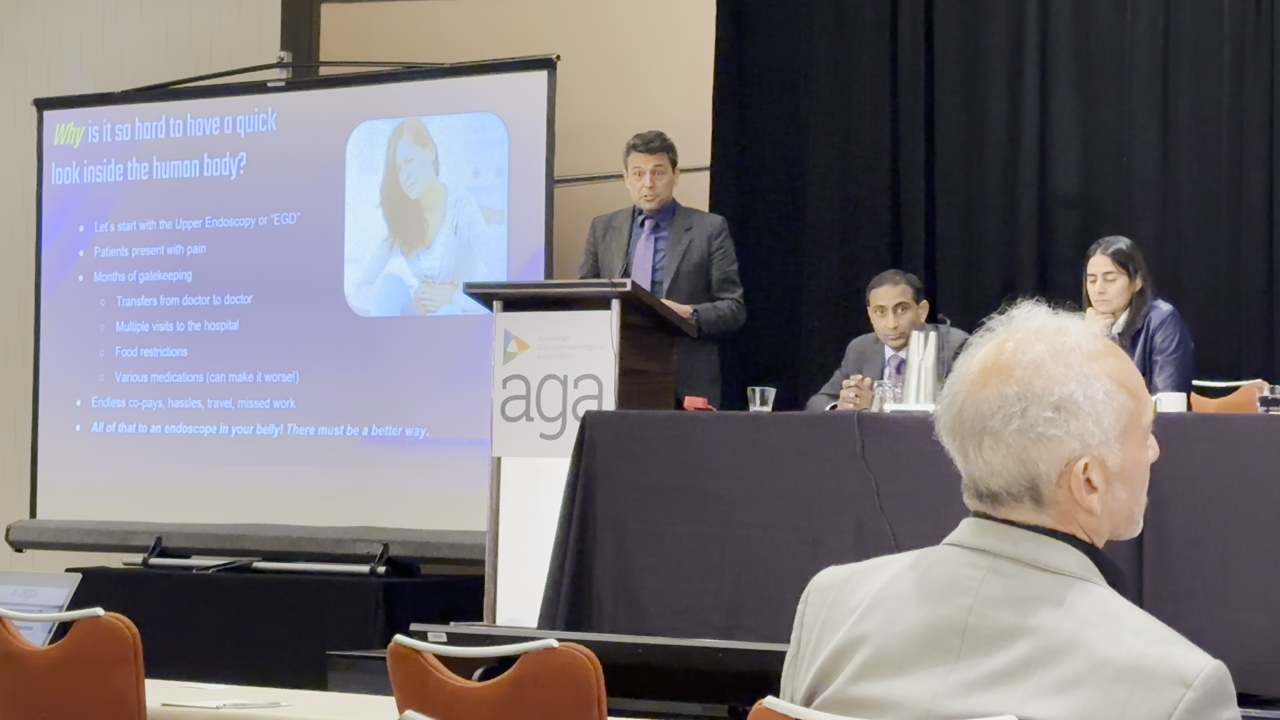 Why is it so hard to have a quick
look inside the human body?
● Let's start with the Upper Endoscopy or "EGD"
● Patients present with pain
● Months of gatekeeping
○ Transfers from doctor to doctor
○ Multiple visits to the hospital
○ Food restrictions
○ Various medications (can make it worse!)
● Endless co-pays, hassles, travel, missed work
● All of that to an endoscope in your belly! There must be a better way.
American
Gastroenterological
Association
aga